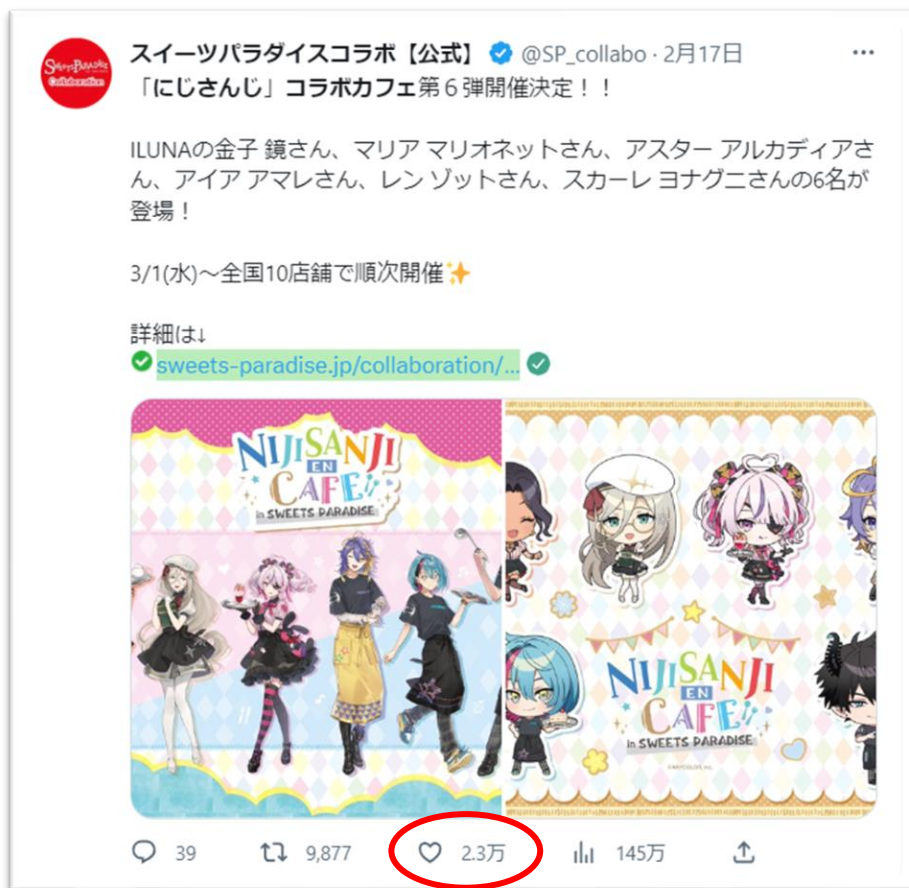 Sweets Paradise
Collaboration
スイーツパラダイスコラボ【公式】 @SP_collabo · 2月17日
「にじさんじ」コラボカフェ第６弾開催決定！！
ILUNAの金子 鏡さん、マリア マリオネットさん、アスター アルカディアさ
ん、アイア アマレさん、レン ゾットさん、スカーレ ヨナグニさんの6名が
登場！
3/1(水)～全国10店舗で順次開催✨
詳細は↓
sweets-paradise.jp/collaboration/...
NIJISANJI
EN
CAFE!!
in SWEETS PARADISE
NIJISANJI
EN
CAFE!!
in SWEETS PARADISE
39 9,877 2.3万 145万